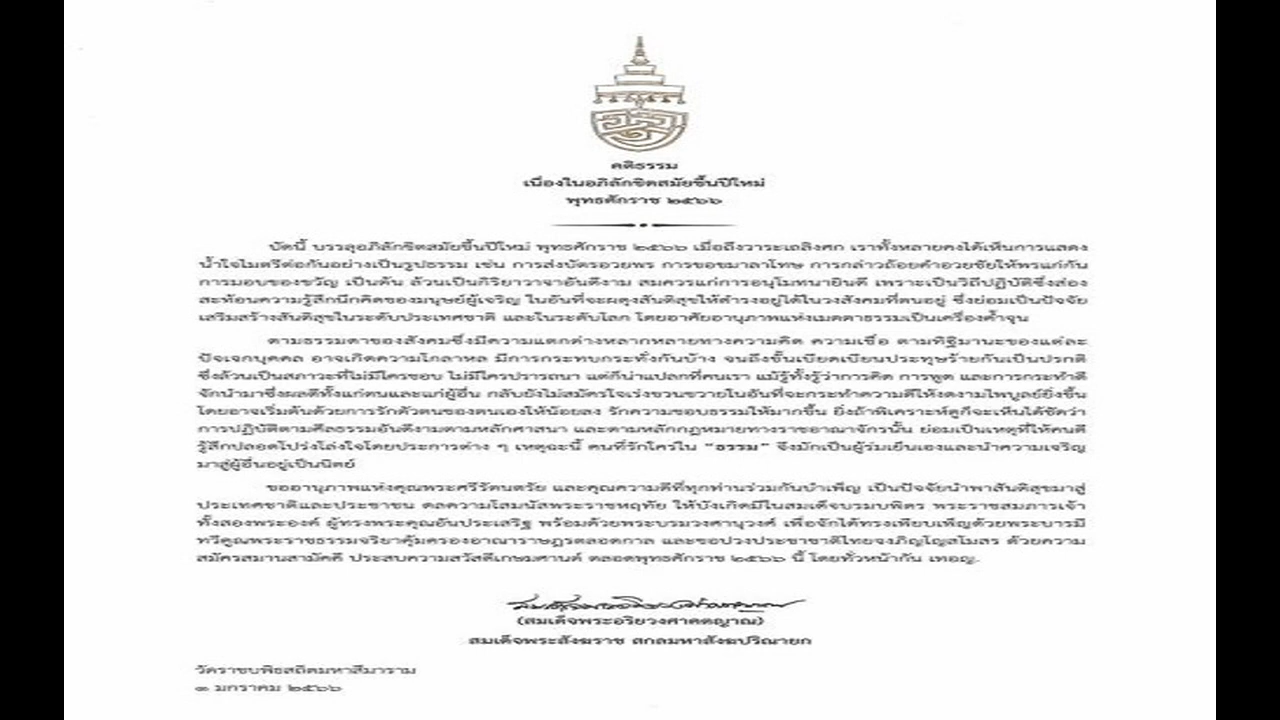 คติธรรม
เนื่องในอภิลักขิตสมัยขึ้นปีใหม่
พุทธศักราช ๒๕๖๖
บัดนี้ บรรลุอภิลักขิตสมัยขึ้นปีใหม่ พุทธศักราช ๒๕๖๖ เมื่อถึงวาระเถลิงศก เราทั้งหลายคงได้เห็นการแสดง
น้ำใจไมตรีต่อกันอย่างเป็นรูปธรรม เช่น การส่งบัตรอวยพร การขอขมาลาโทษ การกล่าวถ้อยคำอวยชัยให้พรแก่กัน
การมอบของขวัญ เป็นต้น ล้วนเป็นกิริยาวาจาอันดีงาม สมควรแก่การอนุโมทนายินดี เพราะเป็นวิถีปฏิบัติซึ่งส่อง
สะท้อนความรู้สึกนึกคิดของมนุษย์ผู้เจริญ ในอันที่จะผดุงสันติสุขให้ดำรงอยู่ได้ในวงสังคมที่ตนอยู่ ซึ่งย่อมเป็นปัจจัย
เสริมสร้างสันติสุขในระดับประเทศชาติ และในระดับโลก โดยอาศัยอานุภาพแห่งเมตตาธรรมเป็นเครื่องค้ำจุน
ตามธรรมดาของสังคมซึ่งมีความแตกต่างหลากหลายทางความคิด ความเชื่อ ตามทิฐิมานะของแต่ละ
ปัจเจกบุคคล อาจเกิดความโกลาหล มีการกระทบกระทั่งกันบ้าง จนถึงขั้นเบียดเบียนประทุษร้ายกันเป็นปรกติ
ซึ่งล้วนเป็นสภาวะที่ไม่มีใครชอบ ไม่มีใครปรารถนา แต่ก็น่าแปลกที่คนเรา แม้รู้ทั้งรู้ว่าการคิด การพูด และการกระทำดี
จักนำมาซึ่งผลดีทั้งแก่ตนและแก่ผู้อื่น กลับยังไม่สมัครใจเร่งขวนขวายในอันที่จะกระทำความดีให้งดงามไพบูลย์ยิ่งขึ้น
โดยอาจเริ่มต้นด้วยการรักตัวตนของตนเองให้น้อยลง รักความชอบธรรมให้มากขึ้น ยิ่งถ้าพิเคราะห์ดูก็จะเห็นได้ชัดว่า
การปฏิบัติตามศีลธรรมอันดีงามตามหลักศาสนา และตามหลักกฎหมายทางราชอาณาจักรนั้น ย่อมเป็นเหตุที่ให้คนดี
รู้สึกปลอดโปร่งโล่งใจโดยประการต่าง ๆ เหตุฉะนี้ คนที่รักใคร่ใน “ธรรม” จึงมักเป็นผู้ร่มเย็นเองและนำความเจริญ
มาสู่ผู้อื่นอยู่เป็นนิตย์
ขออานุภาพแห่งคุณพระศรีรัตนตรัย และคุณความดีที่ทุกท่านร่วมกันบำเพ็ญ เป็นปัจจัยนำพาสันติสุขมาสู่
ประเทศชาติและประชาชน ดลความโสมนัสพระราชหฤทัย ให้บังเกิดมีในสมเด็จบรมบพิตร พระราชสมภารเจ้า
ทั้งสองพระองค์ ผู้ทรงพระคุณอันประเสริฐ พร้อมด้วยพระบรมวงศานุวงศ์ เพื่อจักได้ทรงเพียบเพ็ญด้วยพระบารมี
ทวีคูณพระราชธรรมจริยาคุ้มครองอาณาราษฎรตลอดกาล และขอปวงประชาชาติไทยจงภิญโญสโมสร ด้วยความ
สมัครสมานสามัคคี ประสบความสวัสดีเกษมศานต์ ตลอดพุทธศักราช ๒๕๖๖ นี้ โดยทั่วหน้ากัน เทอญ.
(สมเด็จพระอริยวงศาคตญาณ)
สมเด็จพระสังฆราช สกลมหาสังฆปริณายก
วัดราชบพิธสถิตมหาสีมาราม
๑ มกราคม ๒๕๖๖